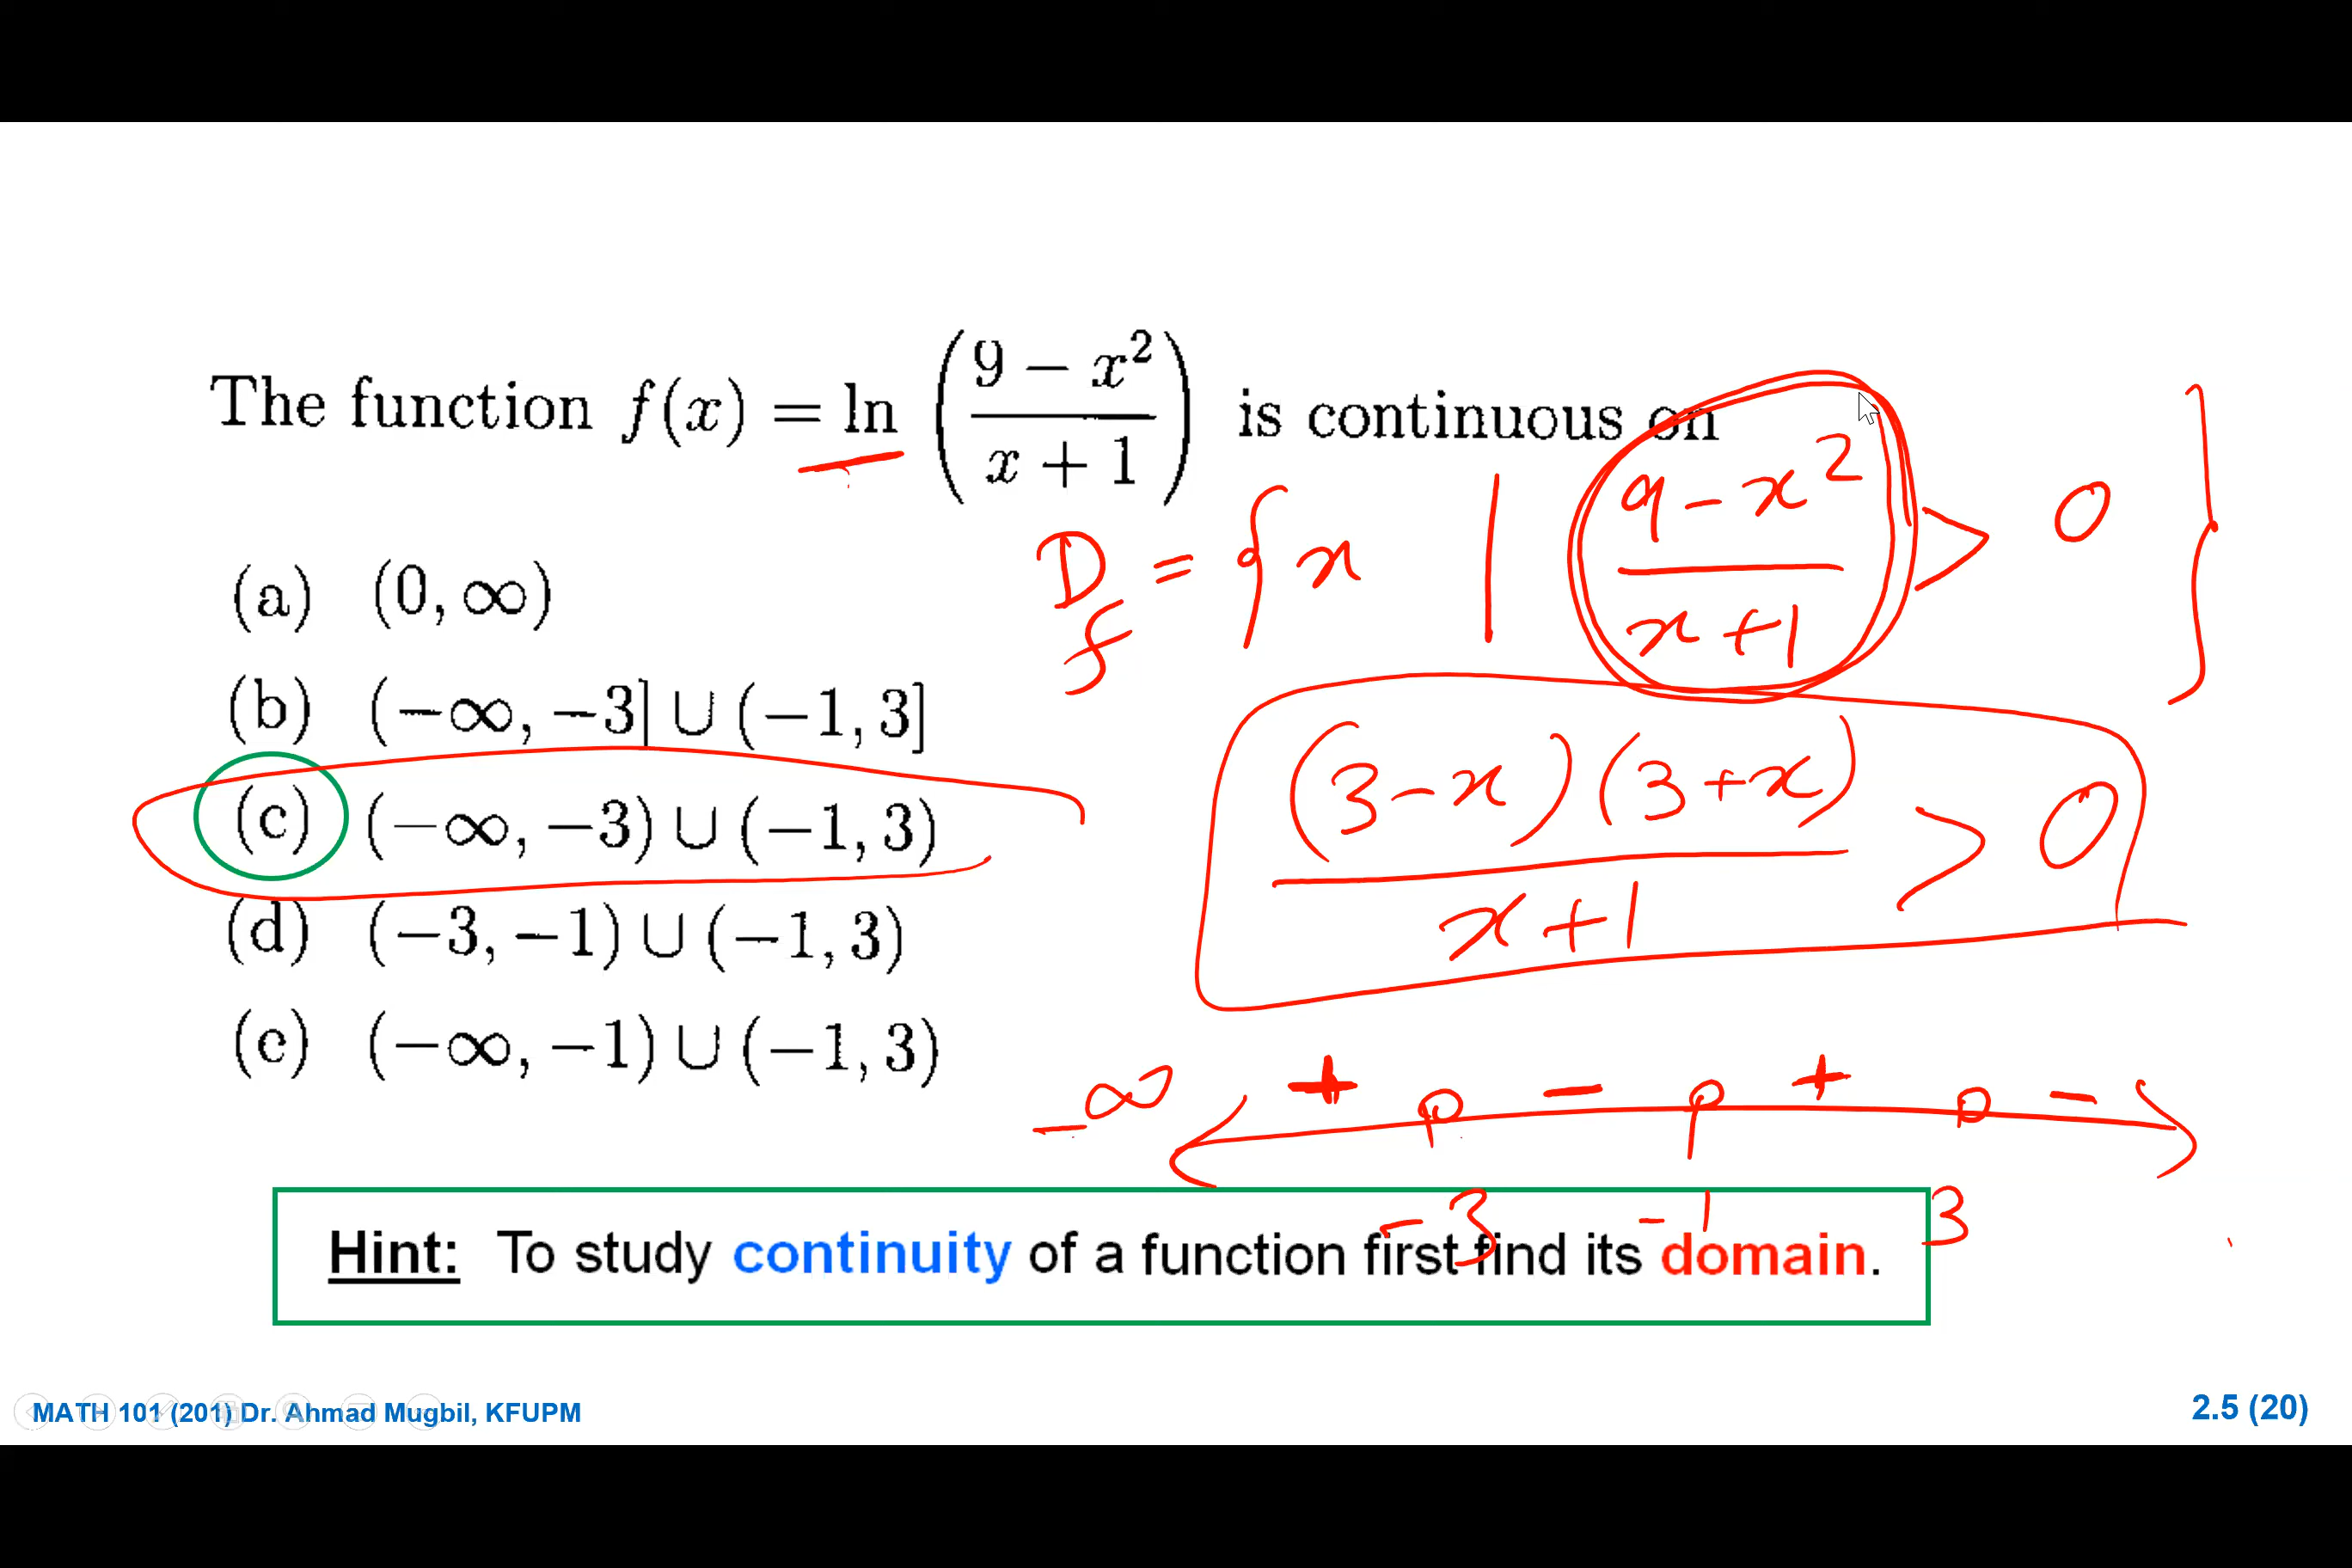 The function f(x) = ln ( (9 − x²) / (x + 1) ) is continuous on
D_f = { x | (9 − x²) / (x + 1) > 0 }
(a) (0, ∞)
(b) (−∞, −3] ∪ (−1, 3]
(3 − x)(3 + x) / (x + 1) > 0
(c) (−∞, −3) ∪ (−1, 3)
(d) (−3, −1) ∪ (−1, 3)
(e) (−∞, −1) ∪ (−1, 3)
−∞ + − + −
−3 −1 3
Hint: To study continuity of a function first find its domain.
MATH 101 (201) Dr. Ahmad Mugbil, KFUPM
2.5 (20)